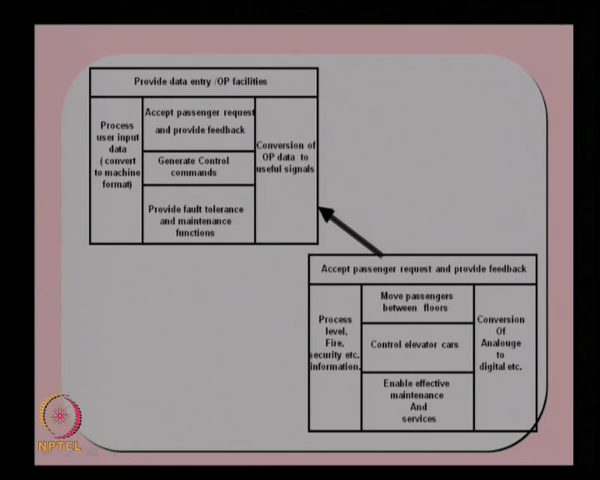 Provide data entry /OP facilities
Process
user input
data
( convert
to machine
format)
Accept passenger request
and provide feedback
Generate Control
commands
Provide fault tolerance
and maintenance
functions
Conversion of
OP data to
useful signals
Accept passenger request and provide feedback
Process
level,
Fire,
security etc.
information.
Move passengers
between floors
Control elevator cars
Enable effective
maintenance
And
services
Conversion
Of
Analouge
to
digital etc.
NPTEL